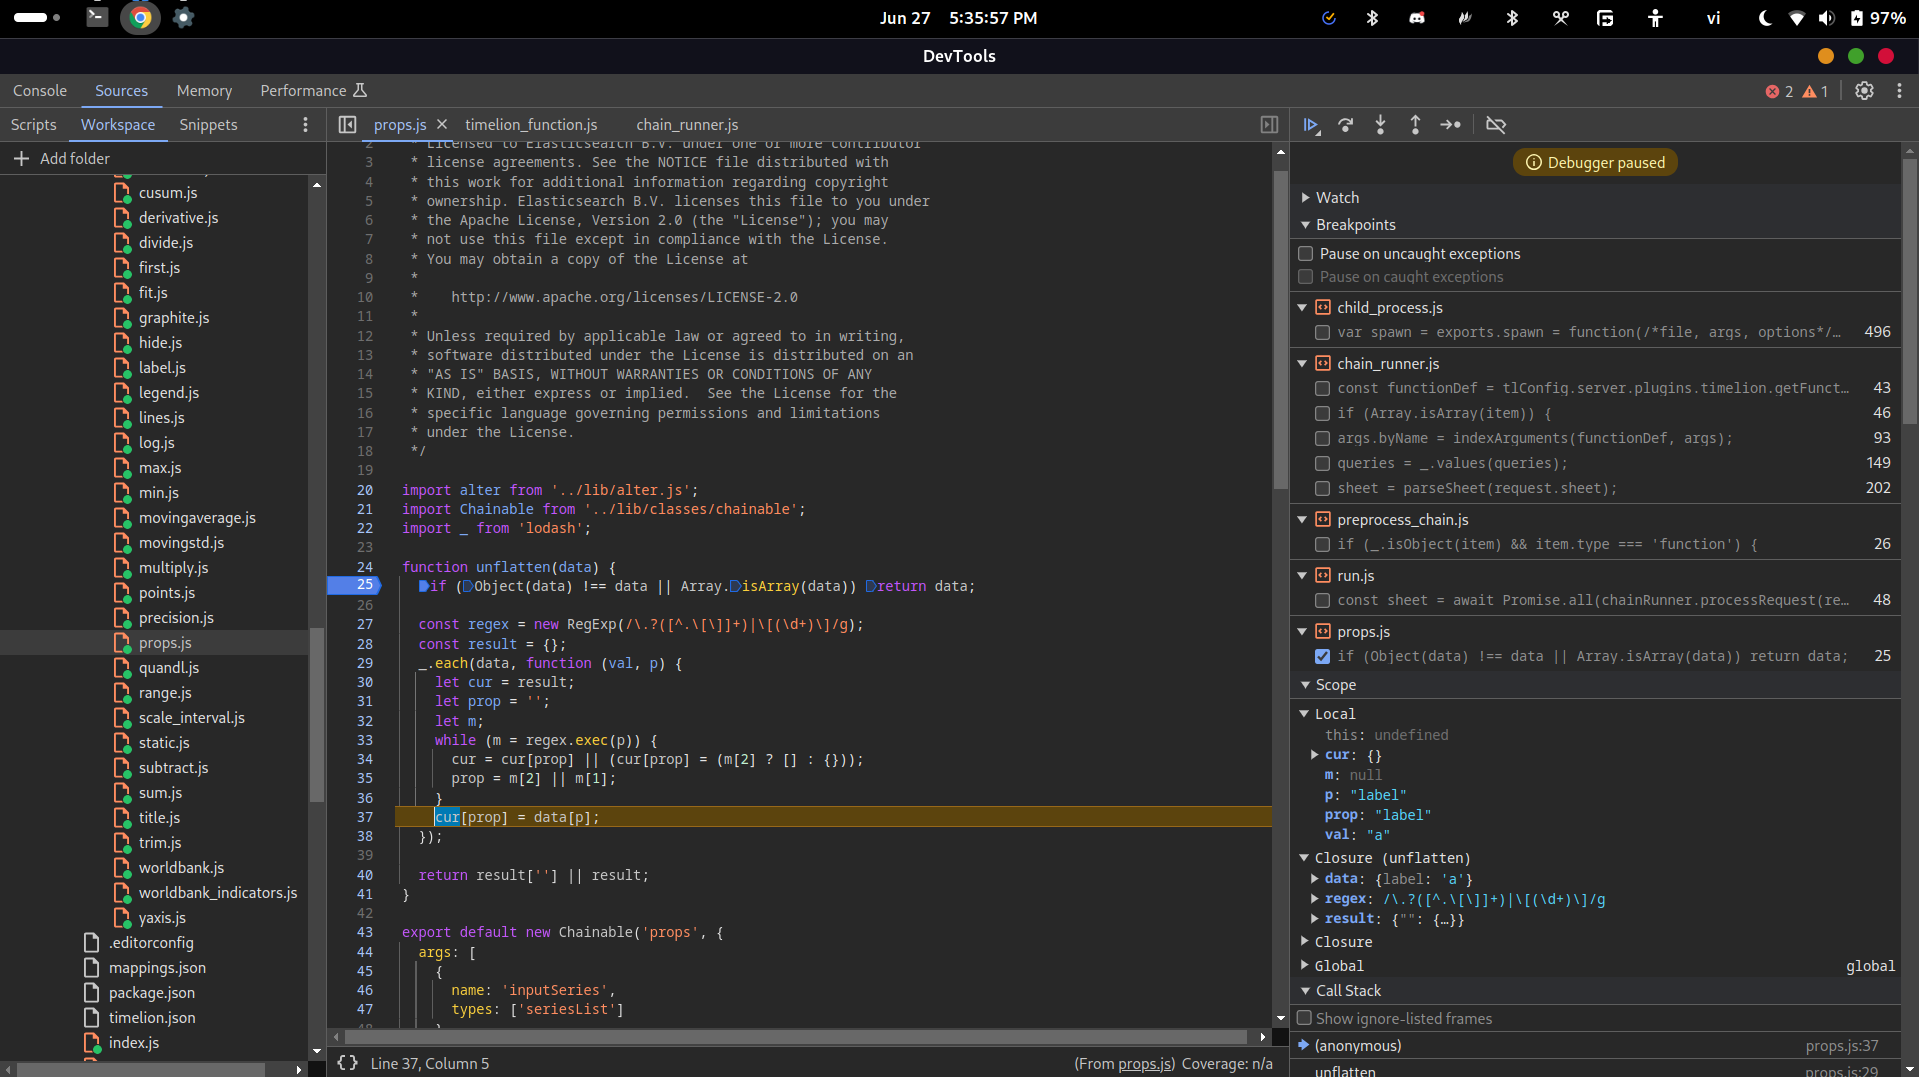 Jun 27 5:35:57 PM
vi
97%
DevTools
Console Sources Memory Performance
2 1
Scripts Workspace Snippets
Add folder
cusum.js
derivative.js
divide.js
first.js
fit.js
graphite.js
hide.js
label.js
legend.js
lines.js
log.js
max.js
min.js
movingaverage.js
movingstd.js
multiply.js
points.js
precision.js
props.js
quandl.js
range.js
scale_interval.js
static.js
subtract.js
sum.js
title.js
trim.js
worldbank.js
worldbank_indicators.js
yaxis.js
.editorconfig
mappings.json
package.json
timelion.json
index.js
props.js timelion_function.js chain_runner.js
2 * Licensed to Elasticsearch B.V. under one or more contributor
3 * license agreements. See the NOTICE file distributed with
4 * this work for additional information regarding copyright
5 * ownership. Elasticsearch B.V. licenses this file to you under
6 * the Apache License, Version 2.0 (the "License"); you may
7 * not use this file except in compliance with the License.
8 * You may obtain a copy of the License at
9 *
10 *    http://www.apache.org/licenses/LICENSE-2.0
11 *
12 * Unless required by applicable law or agreed to in writing,
13 * software distributed under the License is distributed on an
14 * "AS IS" BASIS, WITHOUT WARRANTIES OR CONDITIONS OF ANY
15 * KIND, either express or implied.  See the License for the
16 * specific language governing permissions and limitations
17 * under the License.
18 */
19
20 import alter from '../lib/alter.js';
21 import Chainable from '../lib/classes/chainable';
22 import _ from 'lodash';
23
24 function unflatten(data) {
25   if (Object(data) !== data || Array.isArray(data)) return data;
26
27   const regex = new RegExp(/\.?([^.\[\]]+)|\[(\d+)\]/g);
28   const result = {};
29   _.each(data, function (val, p) {
30     let cur = result;
31     let prop = '';
32     let m;
33     while (m = regex.exec(p)) {
34       cur = cur[prop] || (cur[prop] = (m[2] ? [] : {}));
35       prop = m[2] || m[1];
36     }
37     cur[prop] = data[p];
38   });
39
40   return result[''] || result;
41 }
42
43 export default new Chainable('props', {
44   args: [
45     {
46       name: 'inputSeries',
47       types: ['seriesList']
48     }
{} Line 37, Column 5 (From props.js) Coverage: n/a
Debugger paused
Watch
Breakpoints
Pause on uncaught exceptions
Pause on caught exceptions
child_process.js
var spawn = exports.spawn = function(/*file, args, options*/… 496
chain_runner.js
const functionDef = tlConfig.server.plugins.timelion.getFunct… 43
if (Array.isArray(item)) { 46
args.byName = indexArguments(functionDef, args); 93
queries = _.values(queries); 149
sheet = parseSheet(request.sheet); 202
preprocess_chain.js
if (_.isObject(item) && item.type === 'function') { 26
run.js
const sheet = await Promise.all(chainRunner.processRequest(re… 48
props.js
if (Object(data) !== data || Array.isArray(data)) return data; 25
Scope
Local
this: undefined
cur: {}
m: null
p: "label"
prop: "label"
val: "a"
Closure (unflatten)
data: {label: 'a'}
regex: /\.?([^.\[\]]+)|\[(\d+)\]/g
result: {"": {…}}
Closure
Global global
Call Stack
Show ignore-listed frames
(anonymous) props.js:37
unflatten props.js:29